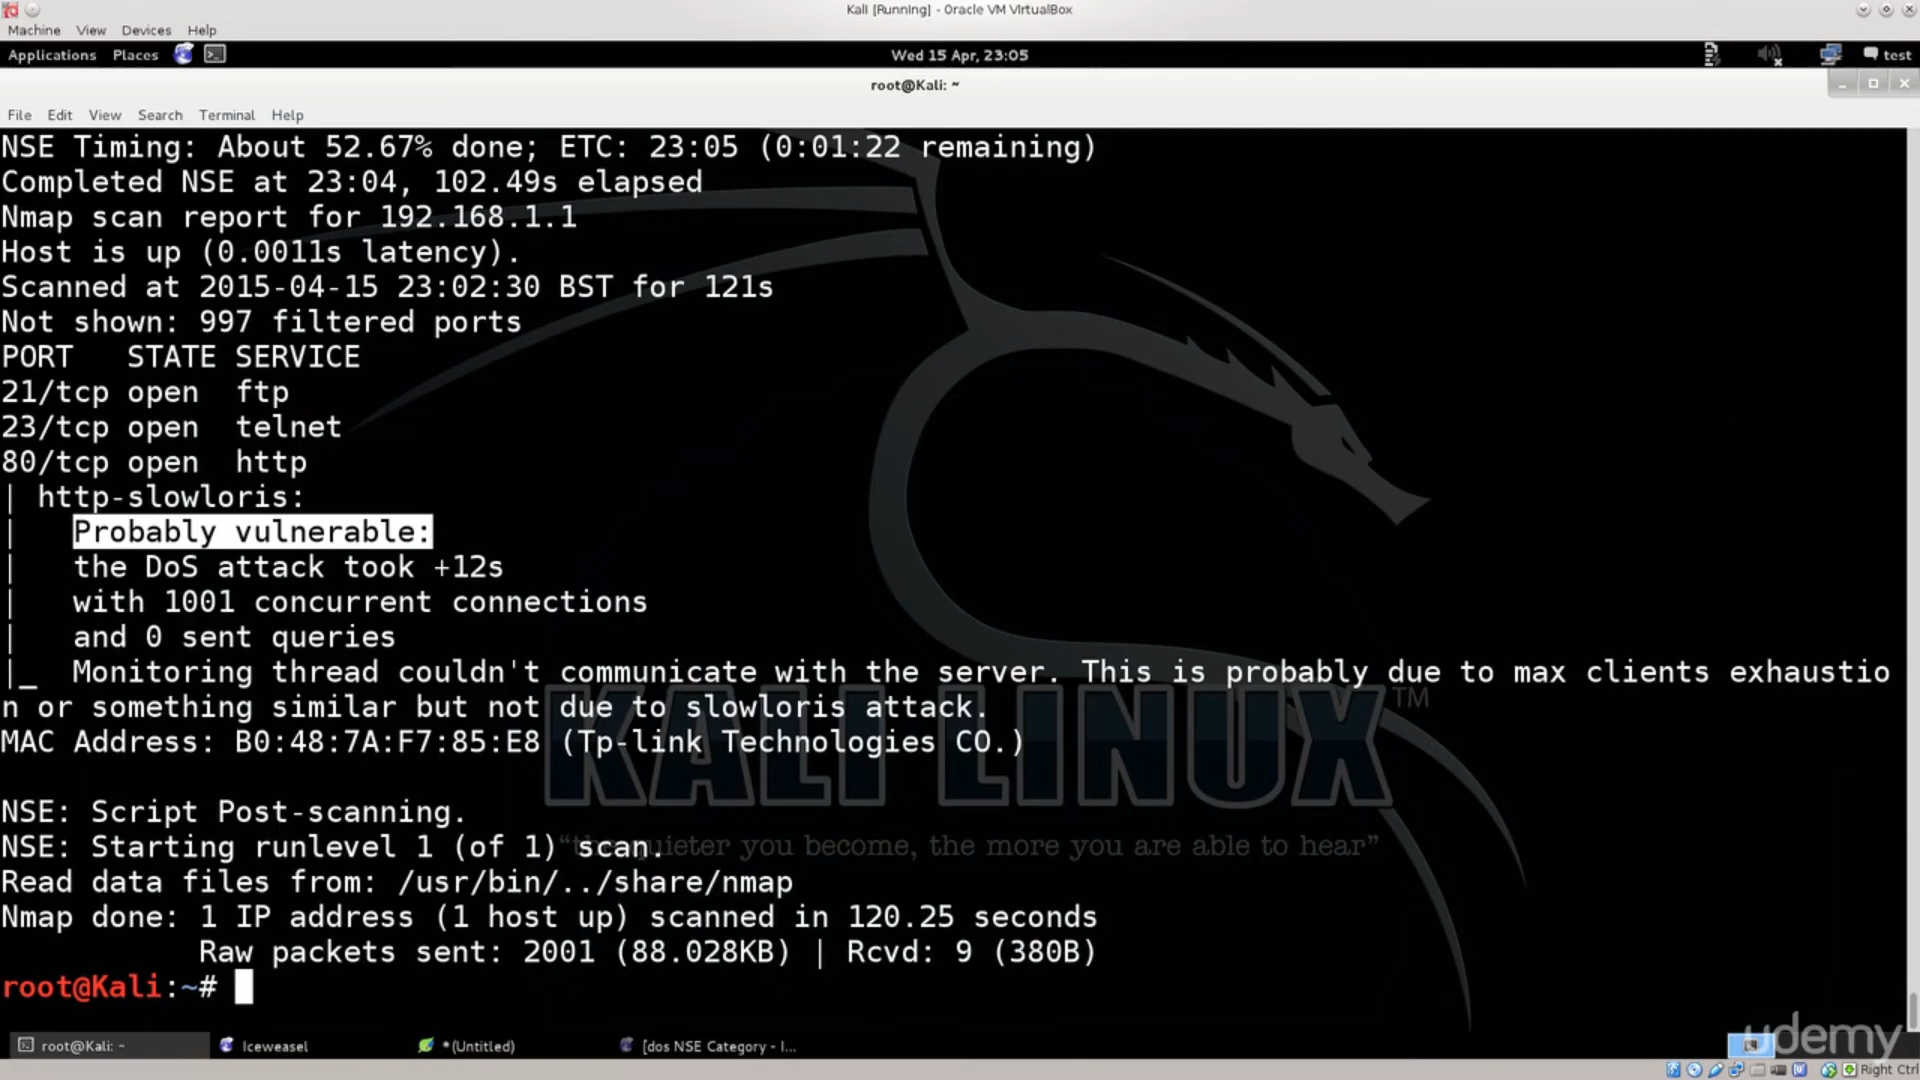 Kali [Running] - Oracle VM VirtualBox
Machine View Devices Help
Applications Places Wed 15 Apr, 23:05 test
root@Kali: ~
File Edit View Search Terminal Help
NSE Timing: About 52.67% done; ETC: 23:05 (0:01:22 remaining)
Completed NSE at 23:04, 102.49s elapsed
Nmap scan report for 192.168.1.1
Host is up (0.0011s latency).
Scanned at 2015-04-15 23:02:30 BST for 121s
Not shown: 997 filtered ports
PORT   STATE SERVICE
21/tcp open  ftp
23/tcp open  telnet
80/tcp open  http
| http-slowloris:
|   Probably vulnerable:
|   the DoS attack took +12s
|   with 1001 concurrent connections
|   and 0 sent queries
|_  Monitoring thread couldn't communicate with the server. This is probably due to max clients exhaustio
n or something similar but not due to slowloris attack.
MAC Address: B0:48:7A:F7:85:E8 (Tp-link Technologies CO.)
KALI LINUX™
NSE: Script Post-scanning.
NSE: Starting runlevel 1 (of 1) scan.
“the quieter you become, the more you are able to hear”
Read data files from: /usr/bin/../share/nmap
Nmap done: 1 IP address (1 host up) scanned in 120.25 seconds
Raw packets sent: 2001 (88.028KB) | Rcvd: 9 (380B)
root@Kali:~#
root@Kali: ~ Iceweasel *(Untitled) [dos NSE Category - I...
udemy
Right Ctrl